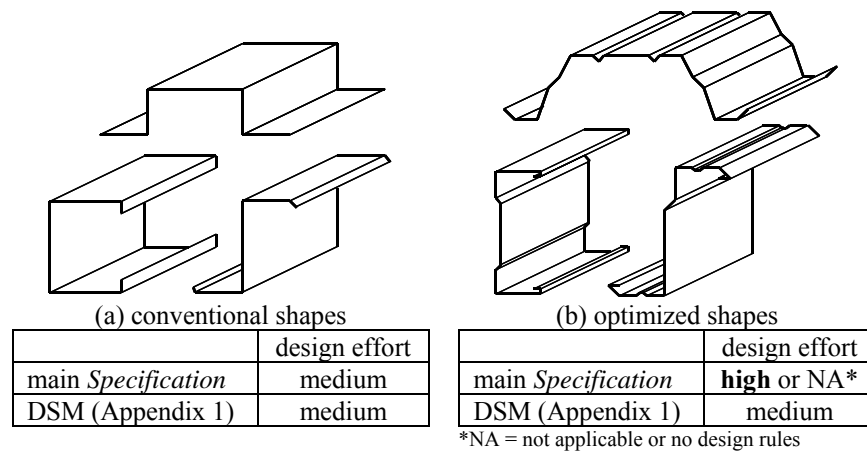 (a) conventional shapes
design effort
main Specification medium
DSM (Appendix 1) medium
(b) optimized shapes
design effort
main Specification high or NA*
DSM (Appendix 1) medium
*NA = not applicable or no design rules